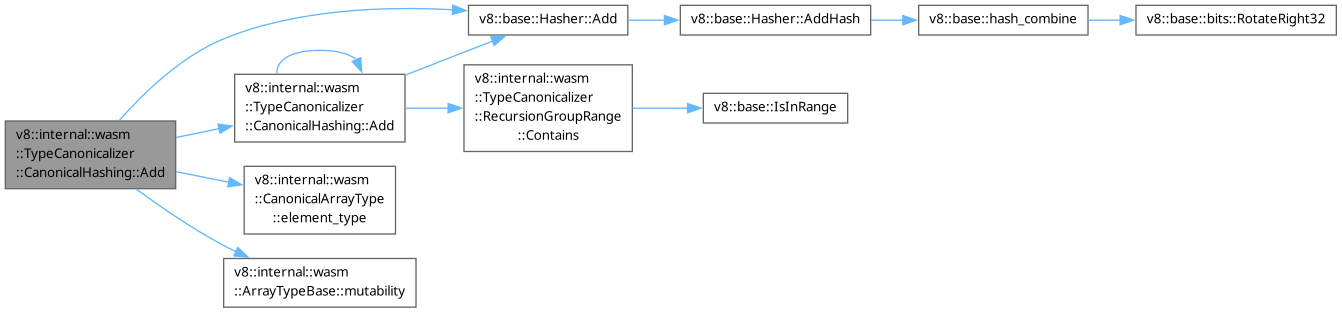 v8::internal::wasm
::TypeCanonicalizer
::CanonicalHashing::Add
v8::base::Hasher::Add
v8::base::Hasher::AddHash
v8::base::hash_combine
v8::base::bits::RotateRight32
v8::internal::wasm
::TypeCanonicalizer
::CanonicalHashing::Add
v8::internal::wasm
::TypeCanonicalizer
::RecursionGroupRange
::Contains
v8::base::IsInRange
v8::internal::wasm
::CanonicalArrayType
::element_type
v8::internal::wasm
::ArrayTypeBase::mutability